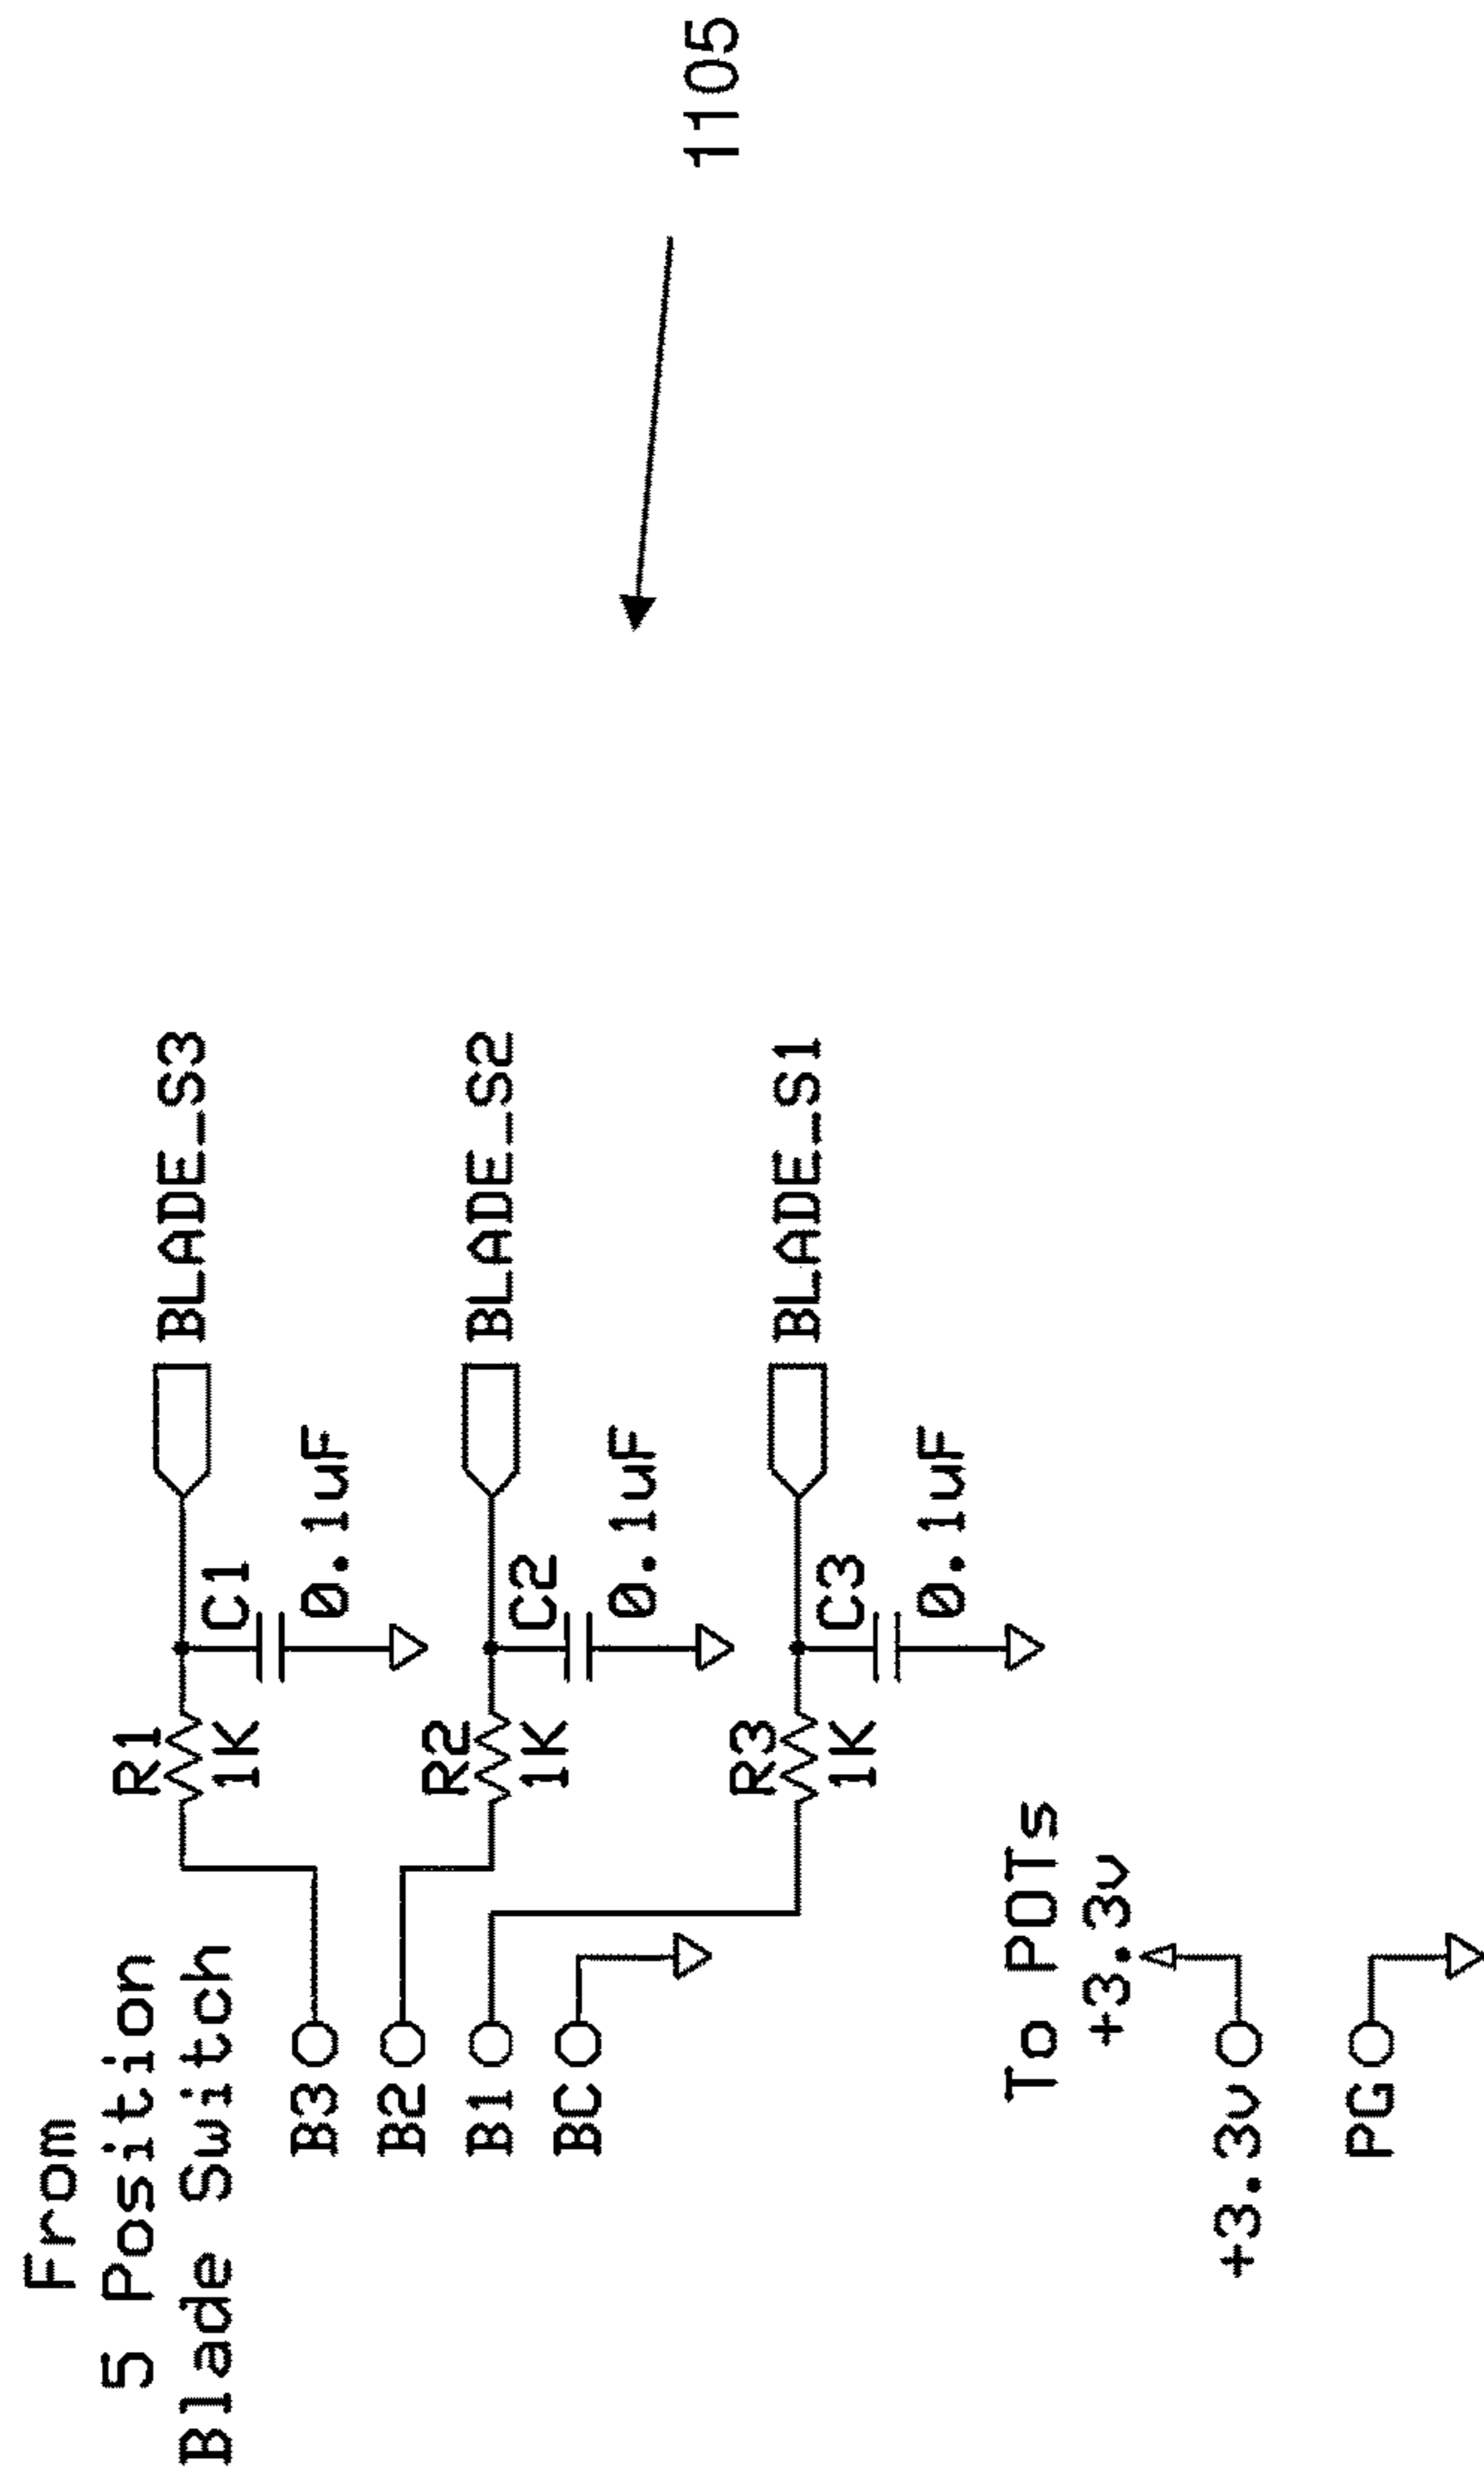 From
5 Position
Blade Switch
B3
B2
B1
BC
R1
1K
C1
0.1uF
BLADE_S3
R2
1K
C2
0.1uF
BLADE_S2
R3
1K
C3
0.1uF
BLADE_S1
To POTs
+3.3v
+3.3v
PG
1105